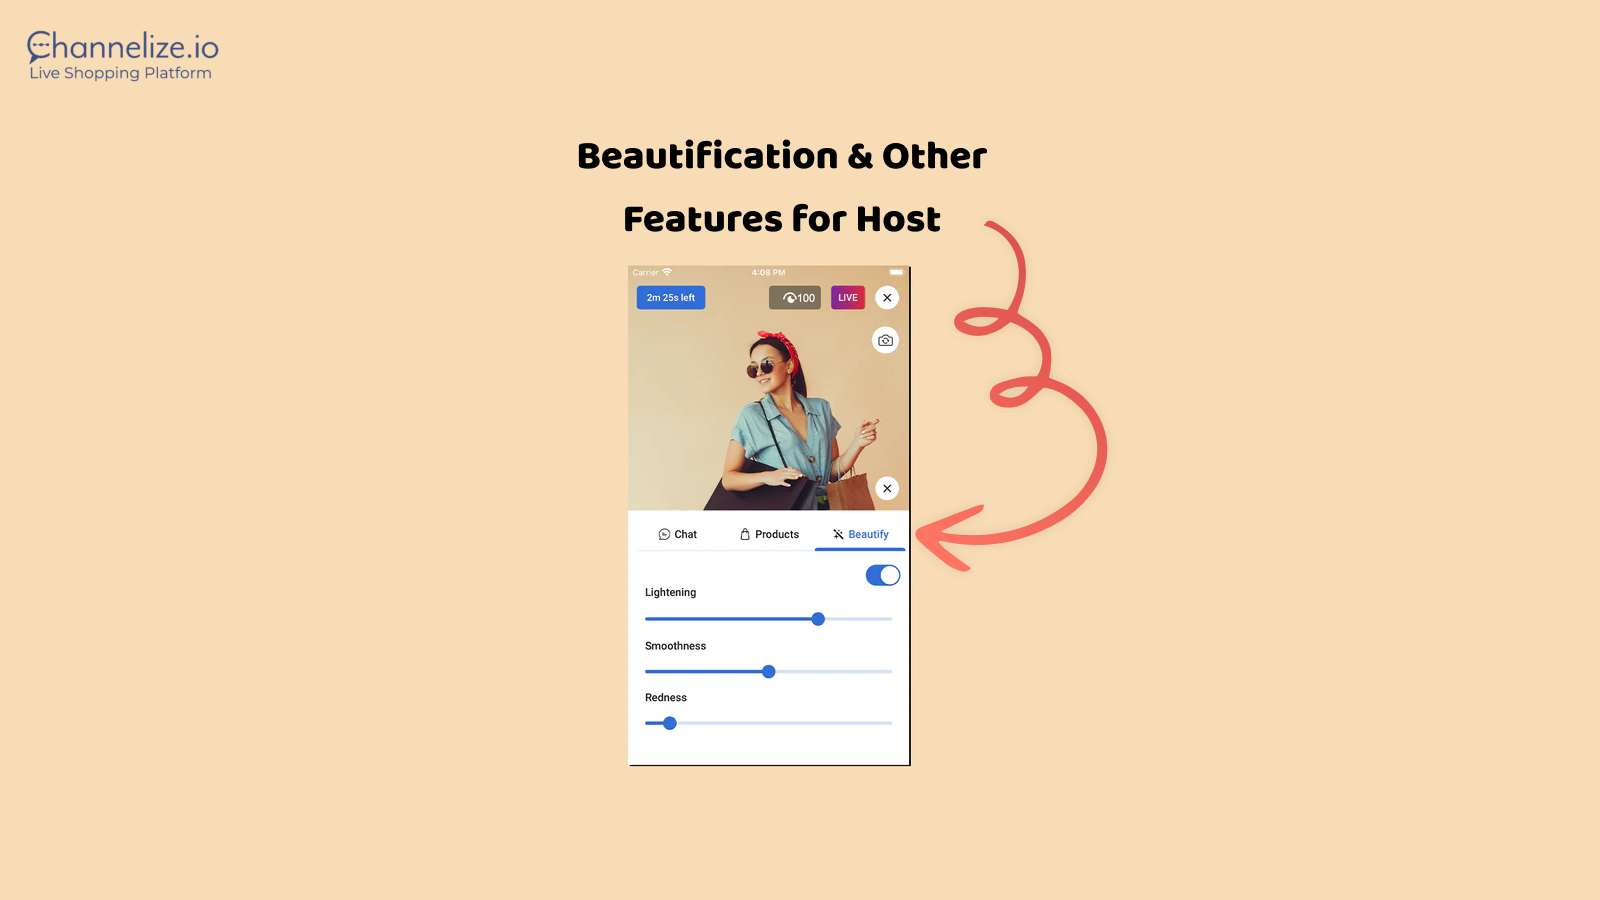 Channelize.io
Live Shopping Platform
Beautification & Other
Features for Host
Carrier 4:08 PM
2m 25s left 100 LIVE
Chat Products Beautify
Lightening
Smoothness
Redness